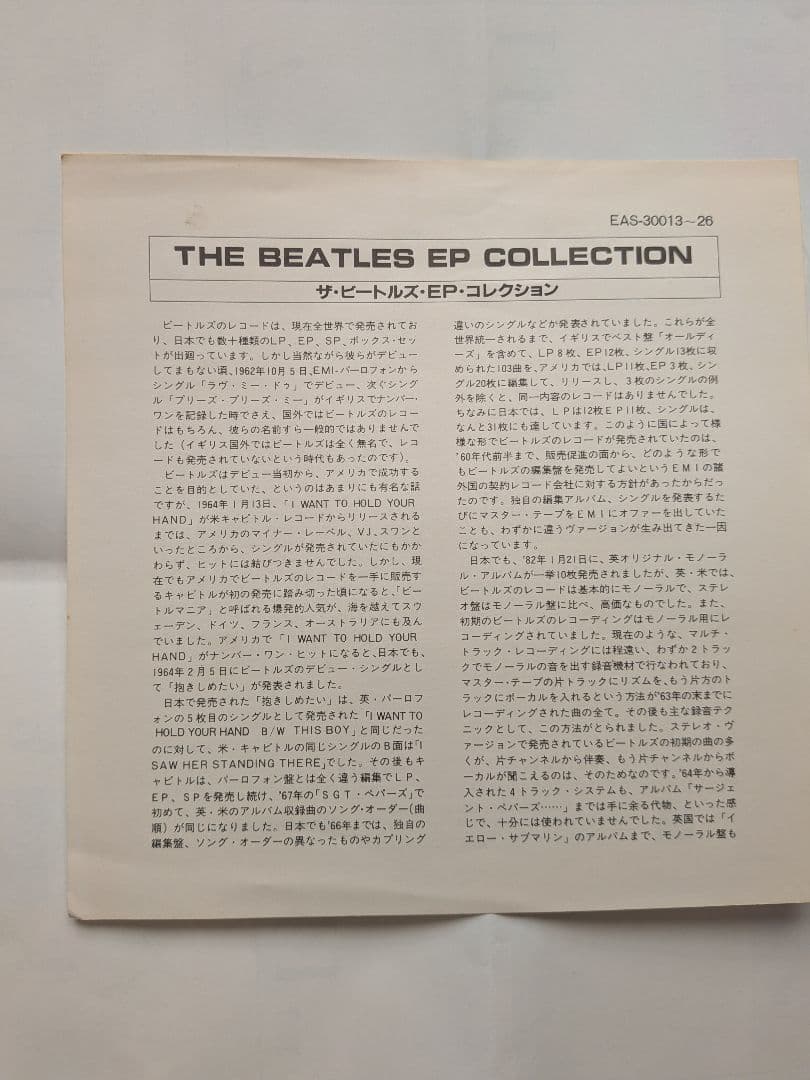 EAS-30013～26
THE BEATLES EP COLLECTION
ザ・ビートルズ・EP・コレクション
ビートルズのレコードは、現在全世界で発売されてお
り、日本でも数十種類のLP、EP、SP、ボックス・セッ
トが出廻っています。しかし当然ながら彼らがデビュー
してまもない頃、1962年10月5日、EMI-パーロフォンから
シングル「ラヴ・ミー・ドゥ」でデビュー、次ぐシング
ル「プリーズ・プリーズ・ミー」がイギリスでナンバー・
ワンを記録した時でさえ、国外ではビートルズのレコー
ドはもちろん、彼らの名前すら一般的ではありませんで
した（イギリス国外ではビートルズは全く無名で、レコ
ードも発売されていないという時代もあったのです）。
ビートルズはデビュー当初から、アメリカで成功する
ことを目的としていた、というのはあまりにも有名な話
ですが、1964年1月13日、「I WANT TO HOLD YOUR
HAND」が米キャピトル・レコードからリリースされる
までは、アメリカのマイナー・レーベル、VJ、スワンと
いったところから、シングルが発売されていたにもかか
わらず、ヒットには結びつきませんでした。しかし、現
在でもアメリカでビートルズのレコードを一手に販売す
るキャピトルが初の発売に踏み切った頃になると、「ビー
トルマニア」と呼ばれる爆発的人気が、海を越えてスウ
ェーデン、ドイツ、フランス、オーストラリアにも及ん
でいました。アメリカで「I WANT TO HOLD YOUR
HAND」がナンバー・ワン・ヒットになると、日本でも、
1964年2月5日にビートルズのデビュー・シングルとし
て「抱きしめたい」が発表されました。
日本で発売された「抱きしめたい」は、英・パーロフ
ォンの5枚目のシングルとして発売された「I WANT TO
HOLD YOUR HAND B/W THIS BOY」と同じだった
のに対して、米・キャピトルの同じシングルのB面は「I
SAW HER STANDING THERE」でした。その後もキ
ャピトルは、パーロフォン盤とは全く違う編集でLP、
EP、SPを発売し続け、'67年の「SGT・ペパーズ」で
初めて、英・米のアルバム収録曲のソング・オーダー（曲
順）が同じになりました。日本でも'66年までは、独自の
編集盤、ソング・オーダーの異なったものやカプリング
違いのシングルなどが発表されていました。これらが全
世界統一されるまで、イギリスでベスト盤「オールディ
ーズ」を含めて、LP8枚、EP12枚、シングル13枚に収
められた103曲を、アメリカでは、LP11枚、EP3枚、シン
グル20枚に編集して、リリースし、3枚のシングルの例
外を除くと、同一内容のレコードはありませんでした。
ちなみに日本では、LPは12枚EP11枚、シングルは、
なんと31枚にも達しています。このように国によって様
様な形でビートルズのレコードが発売されていたのは、
'60年代前半まで、販売促進の面から、どのような形で
もビートルズの編集盤を発売してよいというEMIの諸
外国の契約レコード会社に対する方針があったからだっ
たのです。独自の編集アルバム、シングルを発表するた
びにマスター・テープをEMIにオファーを出していた
ことも、わずかに違うヴァージョンが生み出てきた一因
になっています。
日本でも、'82年1月21日に、英オリジナル・モノーラ
ル・アルバムが一挙10枚発売されましたが、英・米では、
ビートルズのレコードは基本的にモノーラルで、ステレ
オ盤はモノーラル盤に比べ、高価なものでした。また、
初期のビートルズのレコーディングはモノーラル用にレ
コーディングされていました。現在のような、マルチ・
トラック・レコーディングには程遠い、わずか2トラッ
クでモノーラルの音を出す録音機材で行なわれており、
マスター・テープの片トラックにリズムを、もう片方のト
ラックにボーカルを入れるという方法が'63年の末までに
レコーディングされた曲の全て。その後も主な録音テク
ニックとして、この方法がとられました。ステレオ・ヴ
ァージョンで発売されているビートルズの初期の曲の多
くが、片チャンネルから伴奏、もう片チャンネルからボ
ーカルが聞こえるのは、そのためなのです。'64年から導
入された4トラック・システムも、アルバム「サージェ
ント・ペパーズ……」までは手に余る代物、といった感
じで、十分には使われていませんでした。英国では「イ
エロー・サブマリン」のアルバムまで、モノーラル盤も